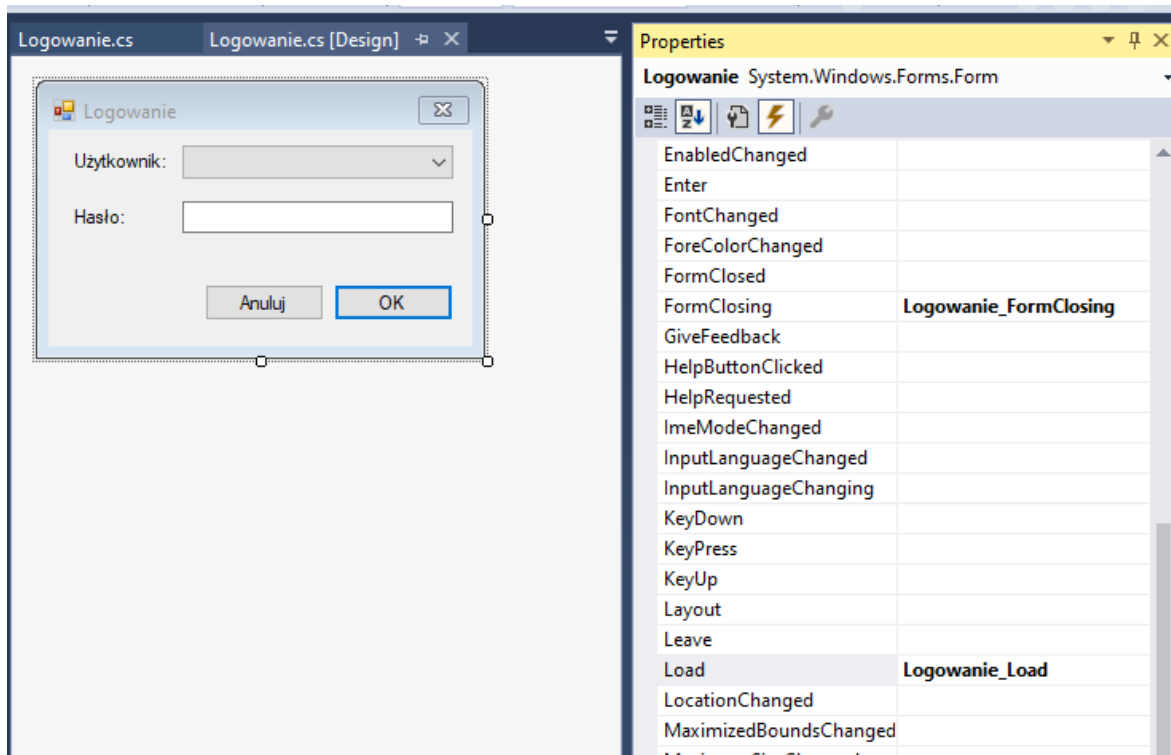 Logowanie.cs
Logowanie.cs [Design]
Logowanie
Użytkownik:
Hasło:
Anuluj
OK
Properties
Logowanie System.Windows.Forms.Form
EnabledChanged
Enter
FontChanged
ForeColorChanged
FormClosed
FormClosing Logowanie_FormClosing
GiveFeedback
HelpButtonClicked
HelpRequested
ImeModeChanged
InputLanguageChanged
InputLanguageChanging
KeyDown
KeyPress
KeyUp
Layout
Leave
Load Logowanie_Load
LocationChanged
MaximizedBoundsChanged